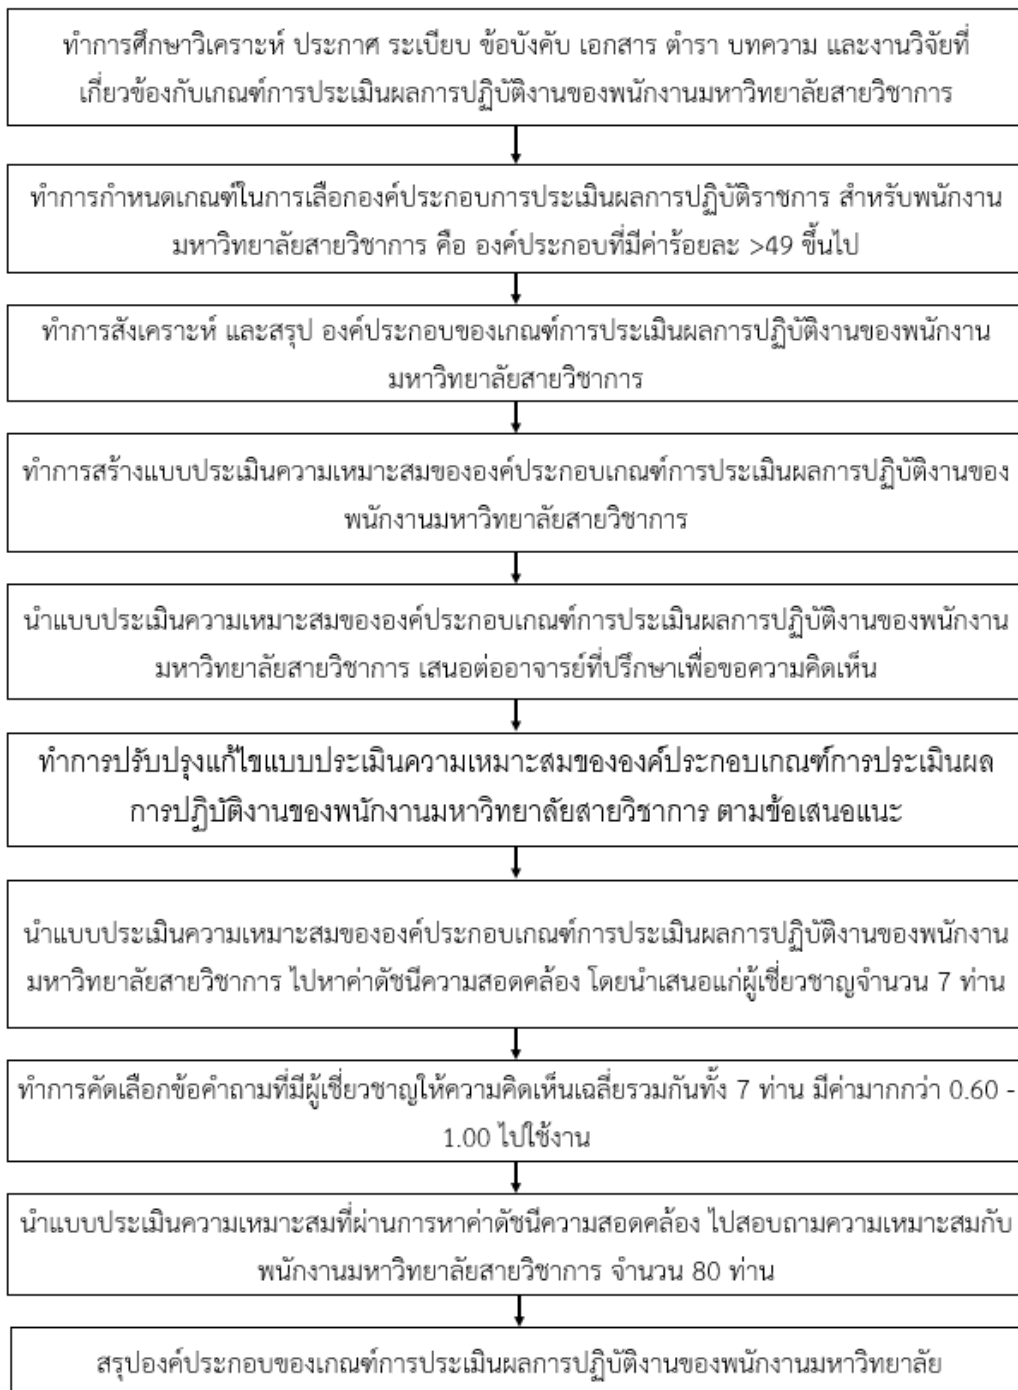 ทำการศึกษาวิเคราะห์ ประกาศ ระเบียบ ข้อบังคับ เอกสาร ตำรา บทความ และงานวิจัยที่
เกี่ยวข้องกับเกณฑ์การประเมินผลการปฏิบัติงานของพนักงานมหาวิทยาลัยสายวิชาการ
ทำการกำหนดเกณฑ์ในการเลือกองค์ประกอบการประเมินผลการปฏิบัติราชการ สำหรับพนักงาน
มหาวิทยาลัยสายวิชาการ คือ องค์ประกอบที่มีค่าร้อยละ >49 ขึ้นไป
ทำการสังเคราะห์ และสรุป องค์ประกอบของเกณฑ์การประเมินผลการปฏิบัติงานของพนักงาน
มหาวิทยาลัยสายวิชาการ
ทำการสร้างแบบประเมินความเหมาะสมขององค์ประกอบเกณฑ์การประเมินผลการปฏิบัติงานของ
พนักงานมหาวิทยาลัยสายวิชาการ
นำแบบประเมินความเหมาะสมขององค์ประกอบเกณฑ์การประเมินผลการปฏิบัติงานของพนักงาน
มหาวิทยาลัยสายวิชาการ เสนอต่ออาจารย์ที่ปรึกษาเพื่อขอความคิดเห็น
ทำการปรับปรุงแก้ไขแบบประเมินความเหมาะสมขององค์ประกอบเกณฑ์การประเมินผล
การปฏิบัติงานของพนักงานมหาวิทยาลัยสายวิชาการ ตามข้อเสนอแนะ
นำแบบประเมินความเหมาะสมขององค์ประกอบเกณฑ์การประเมินผลการปฏิบัติงานของพนักงาน
มหาวิทยาลัยสายวิชาการ ไปหาค่าดัชนีความสอดคล้อง โดยนำเสนอแก่ผู้เชี่ยวชาญจำนวน 7 ท่าน
ทำการคัดเลือกข้อคำถามที่มีผู้เชี่ยวชาญให้ความคิดเห็นเฉลี่ยรวมกันทั้ง 7 ท่าน มีค่ามากกว่า 0.60 -
1.00 ไปใช้งาน
นำแบบประเมินความเหมาะสมที่ผ่านการหาค่าดัชนีความสอดคล้อง ไปสอบถามความเหมาะสมกับ
พนักงานมหาวิทยาลัยสายวิชาการ จำนวน 80 ท่าน
สรุปองค์ประกอบของเกณฑ์การประเมินผลการปฏิบัติงานของพนักงานมหาวิทยาลัย